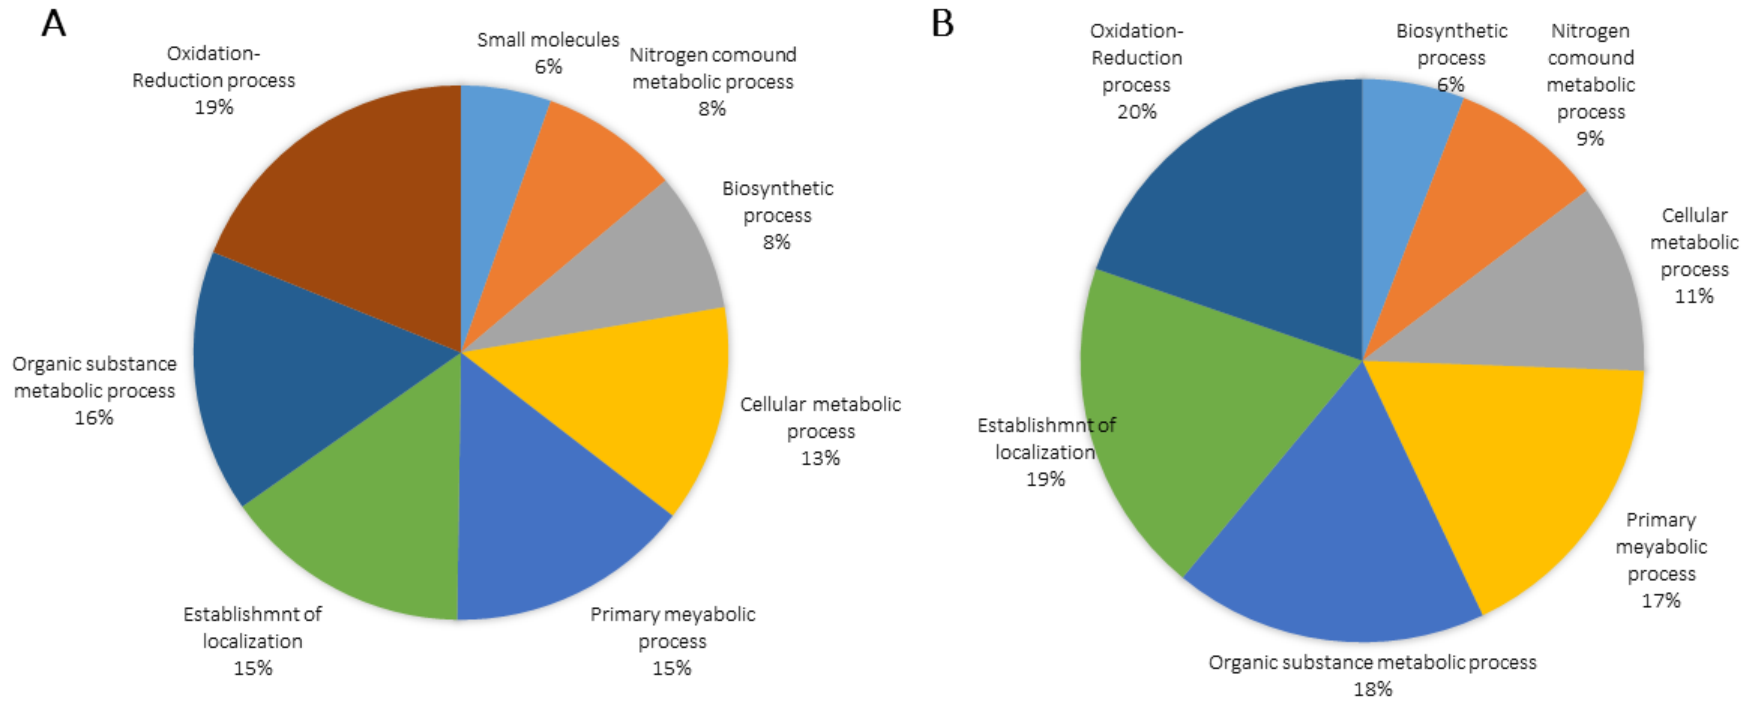 A
Small molecules
6%
Nitrogen comound
metabolic process
8%
Biosynthetic
process
8%
Cellular metabolic
process
13%
Primary meyabolic
process
15%
Establishmnt of
localization
15%
Organic substance
metabolic process
16%
Oxidation-
Reduction process
19%
B
Biosynthetic
process
6%
Nitrogen
comound
metabolic
process
9%
Cellular
metabolic
process
11%
Primary
meyabolic
process
17%
Organic substance metabolic process
18%
Establishmnt of
localization
19%
Oxidation-
Reduction
process
20%